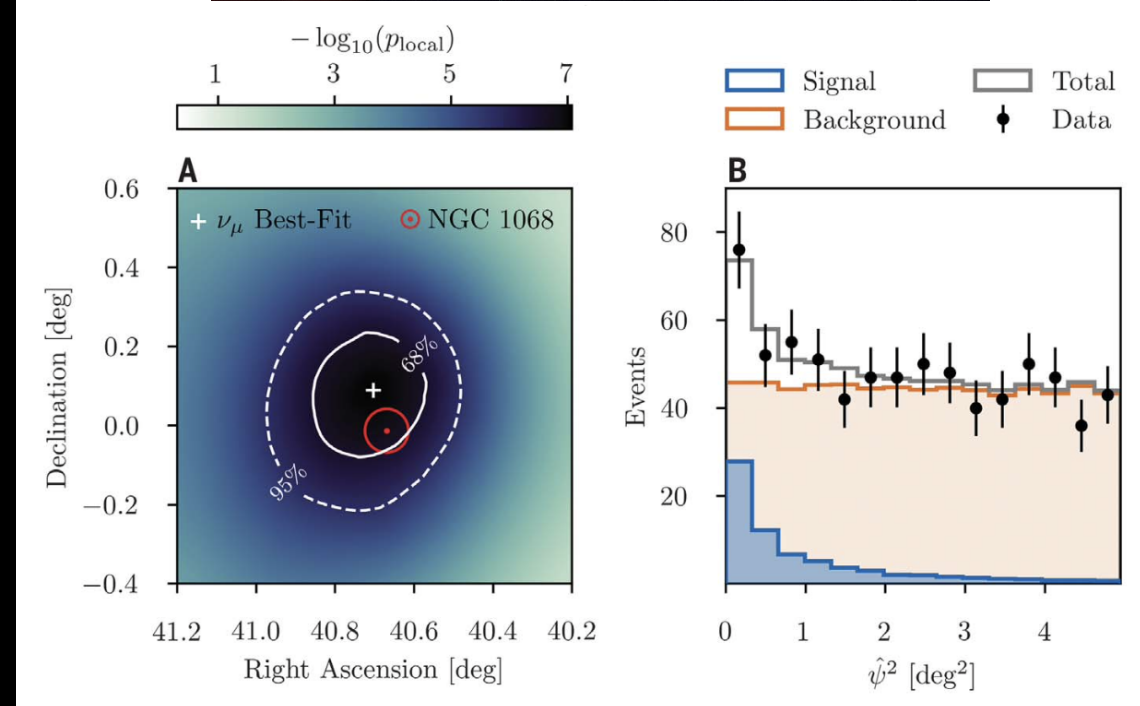 − log₁₀(p_local)
1 3 5 7
A
ν_μ Best-Fit NGC 1068
68%
95%
0.6
0.4
0.2
0.0
−0.2
−0.4
Declination [deg]
41.2 41.0 40.8 40.6 40.4 40.2
Right Ascension [deg]
Signal Total
Background Data
B
80
60
40
20
Events
0 1 2 3 4
ψ̂² [deg²]